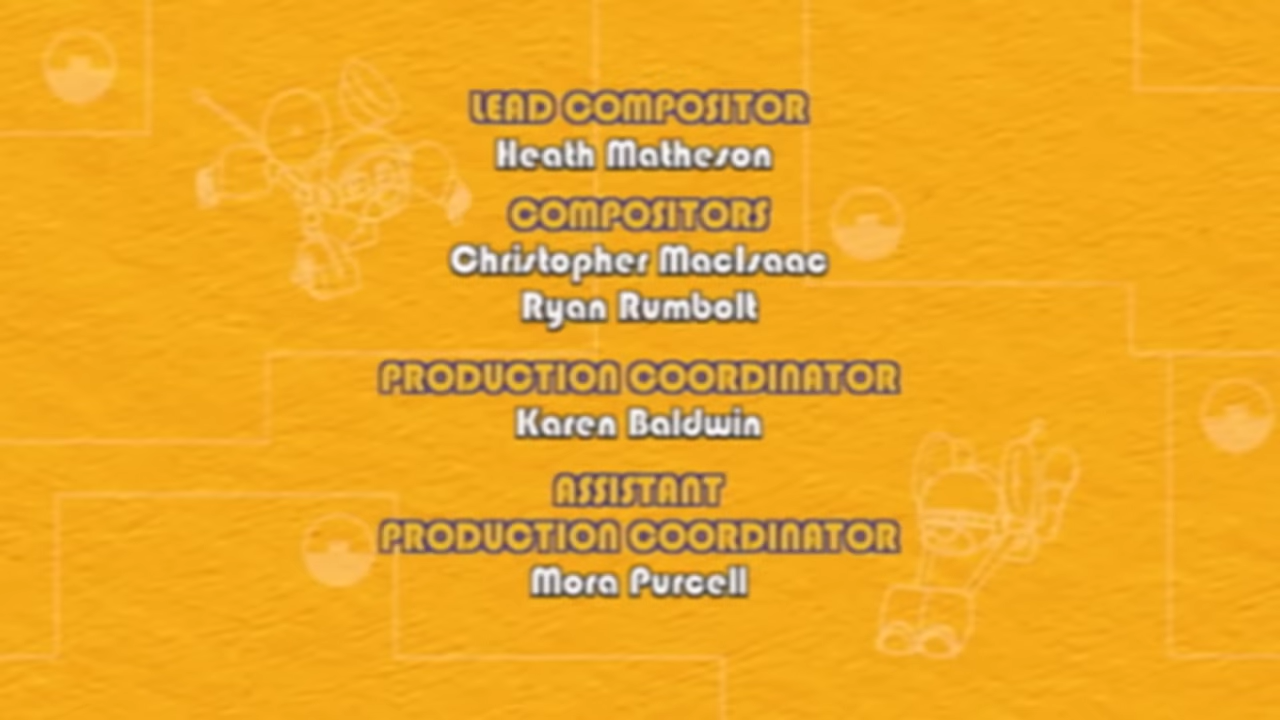 LEAD COMPOSITOR
Heath Matheson
COMPOSITORS
Christopher MacIsaac
Ryan Rumbolt
PRODUCTION COORDINATOR
Karen Baldwin
ASSISTANT
PRODUCTION COORDINATOR
Mora Purcell